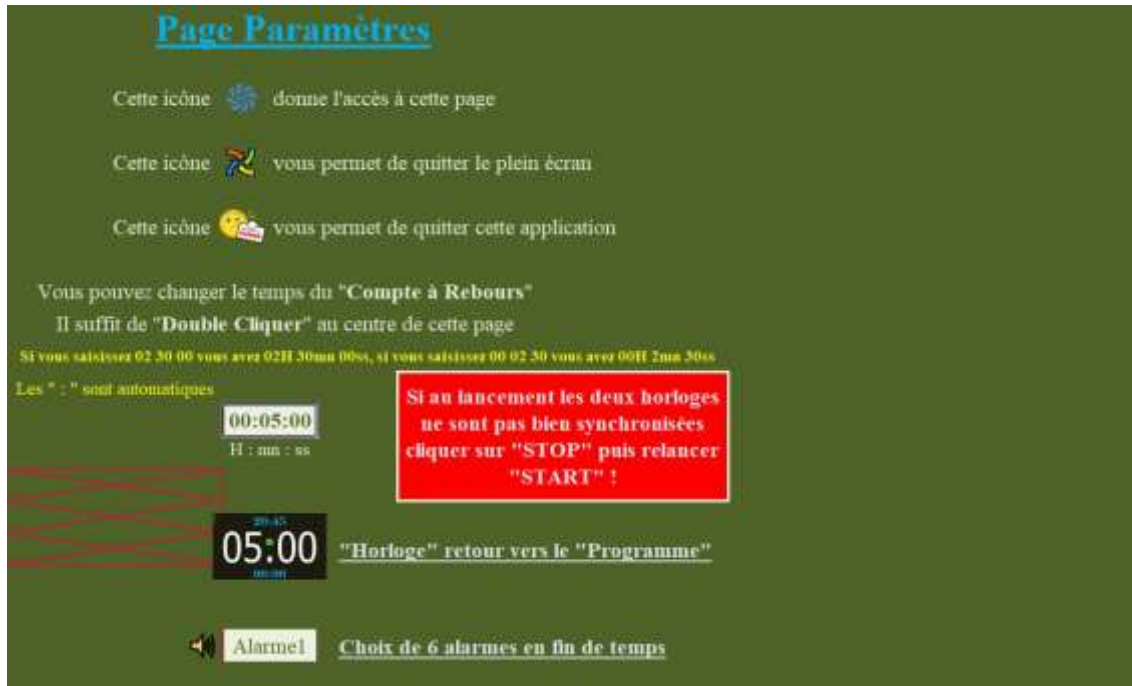 Page Paramètres
Cette icône donne l'accès à cette page
Cette icône vous permet de quitter le plein écran
Cette icône vous permet de quitter cette application
Vous pouvez changer le temps du "Compte à Rebours"
Il suffit de "Double Cliquer" au centre de cette page
Si vous saisissez 02 30 00 vous avez 02H 30mn 00ss, si vous saisissez 00 02 30 vous avez 00H 2mn 30ss
Les " : " sont automatiques
00:05:00
H : mn : ss
Si au lancement les deux horloges
ne sont pas bien synchronisées
cliquer sur "STOP" puis relancer
"START" !
05:00
00:00
"Horloge" retour vers le "Programme"
Alarme1
Choix de 6 alarmes en fin de temps